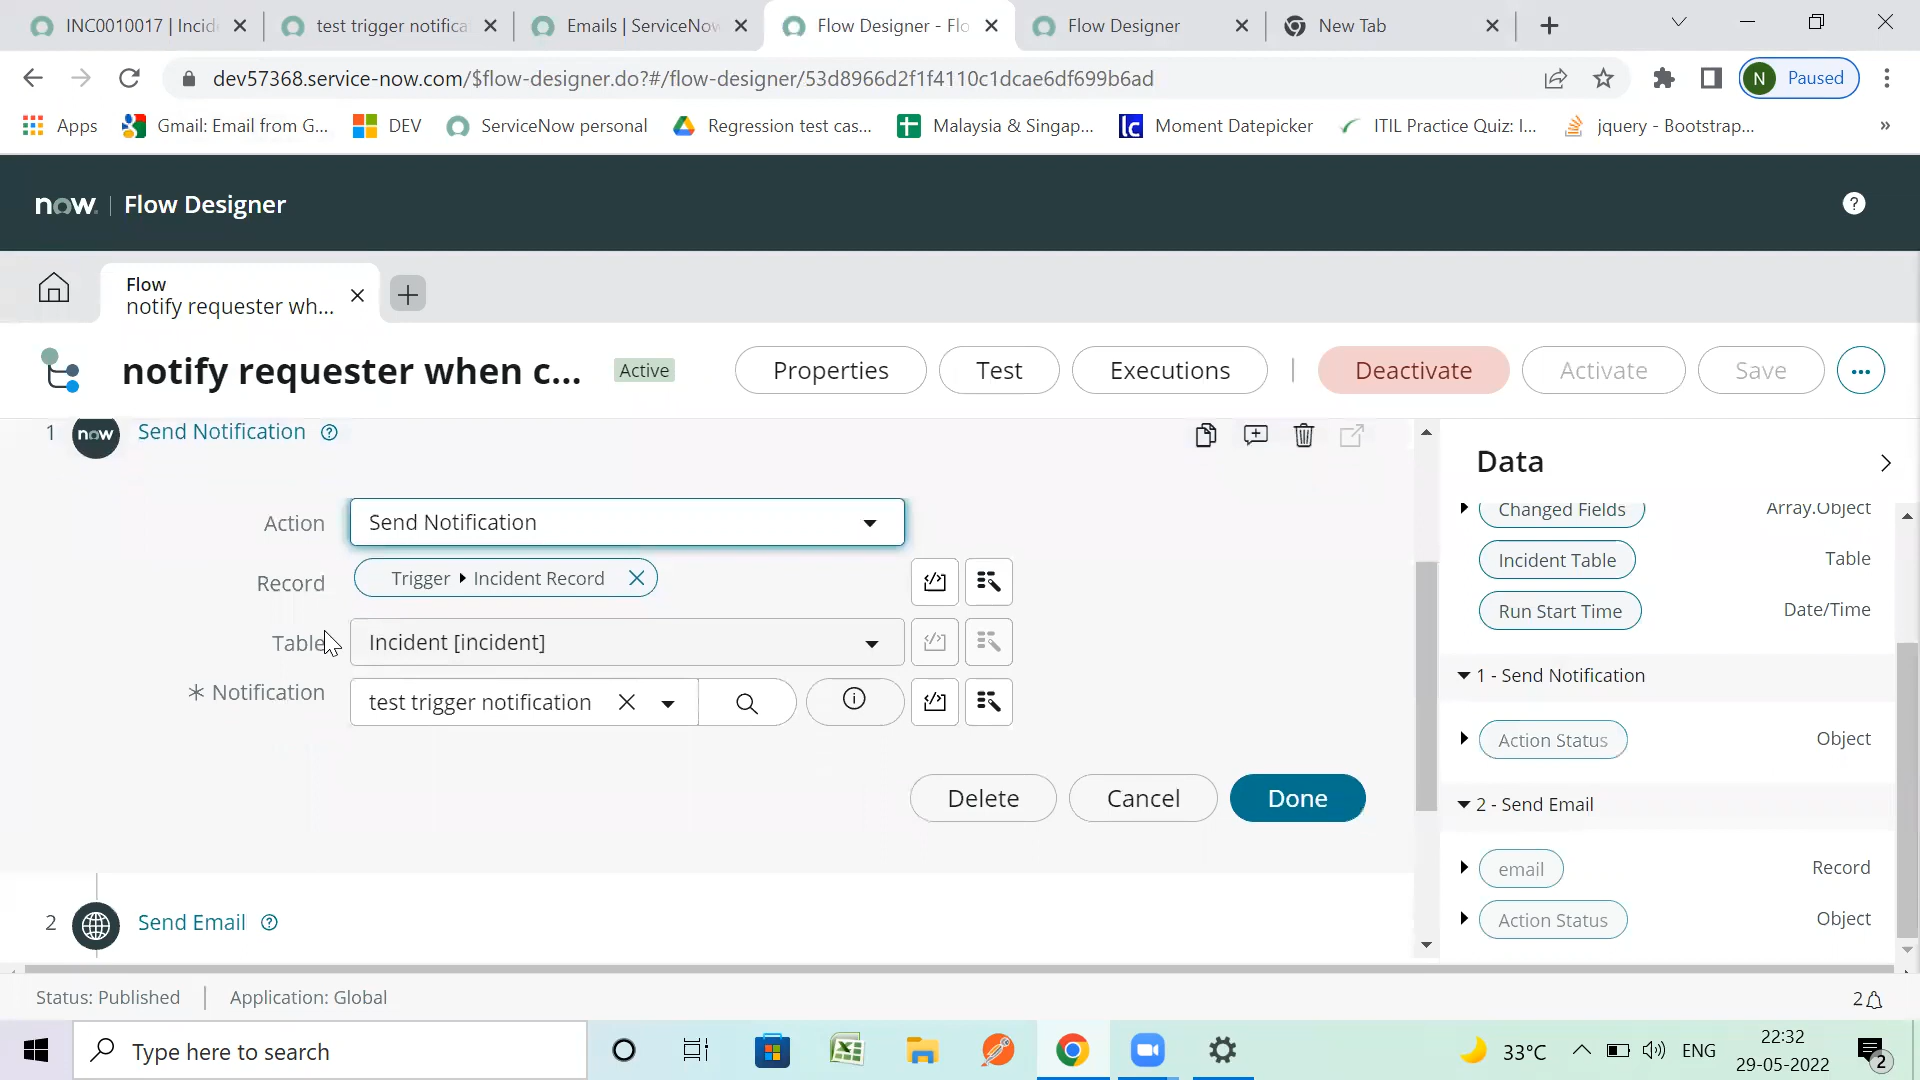 INC0010017 | Incid
test trigger notifica
Emails | ServiceNow
Flow Designer - Flo
Flow Designer
New Tab
dev57368.service-now.com/$flow-designer.do?#/flow-designer/53d8966d2f1f4110c1dcae6df699b6ad
N Paused
Apps
Gmail: Email from G...
DEV
ServiceNow personal
Regression test cas...
Malaysia & Singap...
lc Moment Datepicker
ITIL Practice Quiz: I...
jquery - Bootstrap...
»
now. | Flow Designer
?
Flow
notify requester wh...
notify requester when c...
Active
Properties
Test
Executions
Deactivate
Activate
Save
...
1 now Send Notification ?
Action Send Notification
Record Trigger ▸ Incident Record
Table Incident [incident]
* Notification test trigger notification
Delete
Cancel
Done
2 Send Email ?
Data
Changed Fields Array.Object
Incident Table Table
Run Start Time Date/Time
1 - Send Notification
Action Status Object
2 - Send Email
email Record
Action Status Object
Status: Published | Application: Global
2
Type here to search
33°C
ENG
22:32
29-05-2022
2